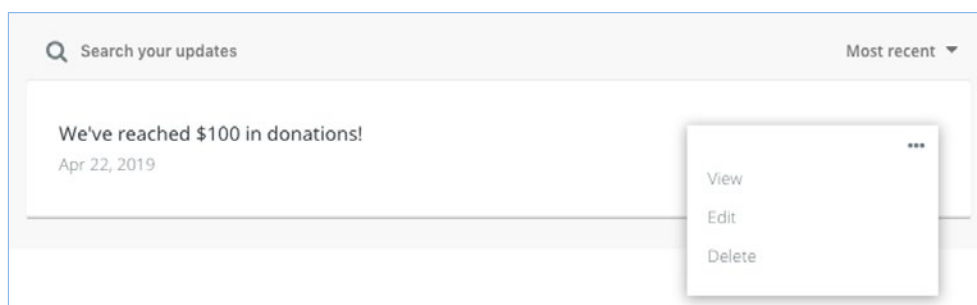 Search your updates
Most recent
We've reached $100 in donations!
Apr 22, 2019
•••
View
Edit
Delete